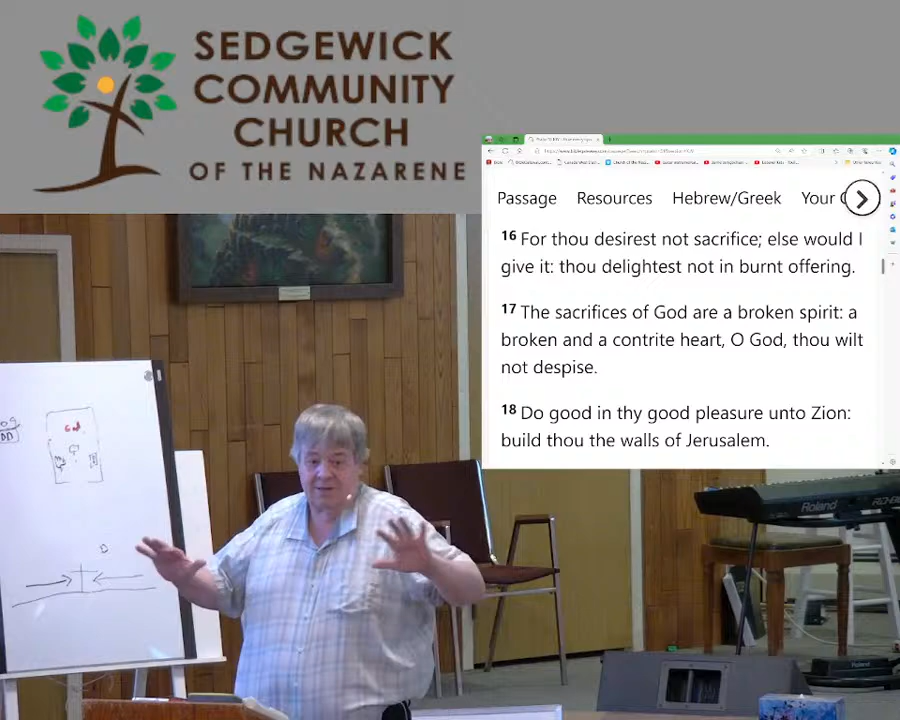 SEDGEWICK
COMMUNITY
CHURCH
OF THE NAZARENE
Passage Resources Hebrew/Greek Your
16 For thou desirest not sacrifice; else would I
give it: thou delightest not in burnt offering.
17 The sacrifices of God are a broken spirit: a
broken and a contrite heart, O God, thou wilt
not despise.
18 Do good in thy good pleasure unto Zion:
build thou the walls of Jerusalem.
God
Roland
Roland